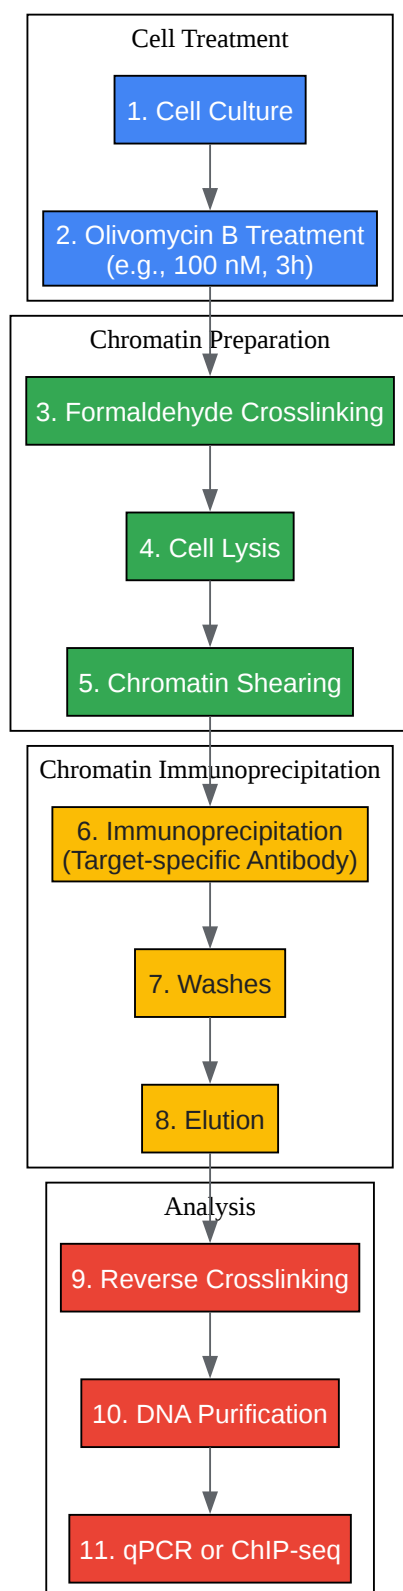 Cell Treatment
1. Cell Culture
2. Olivomycin B Treatment
(e.g., 100 nM, 3h)
Chromatin Preparation
3. Formaldehyde Crosslinking
4. Cell Lysis
5. Chromatin Shearing
Chromatin Immunoprecipitation
6. Immunoprecipitation
(Target-specific Antibody)
7. Washes
8. Elution
Analysis
9. Reverse Crosslinking
10. DNA Purification
11. qPCR or ChIP-seq